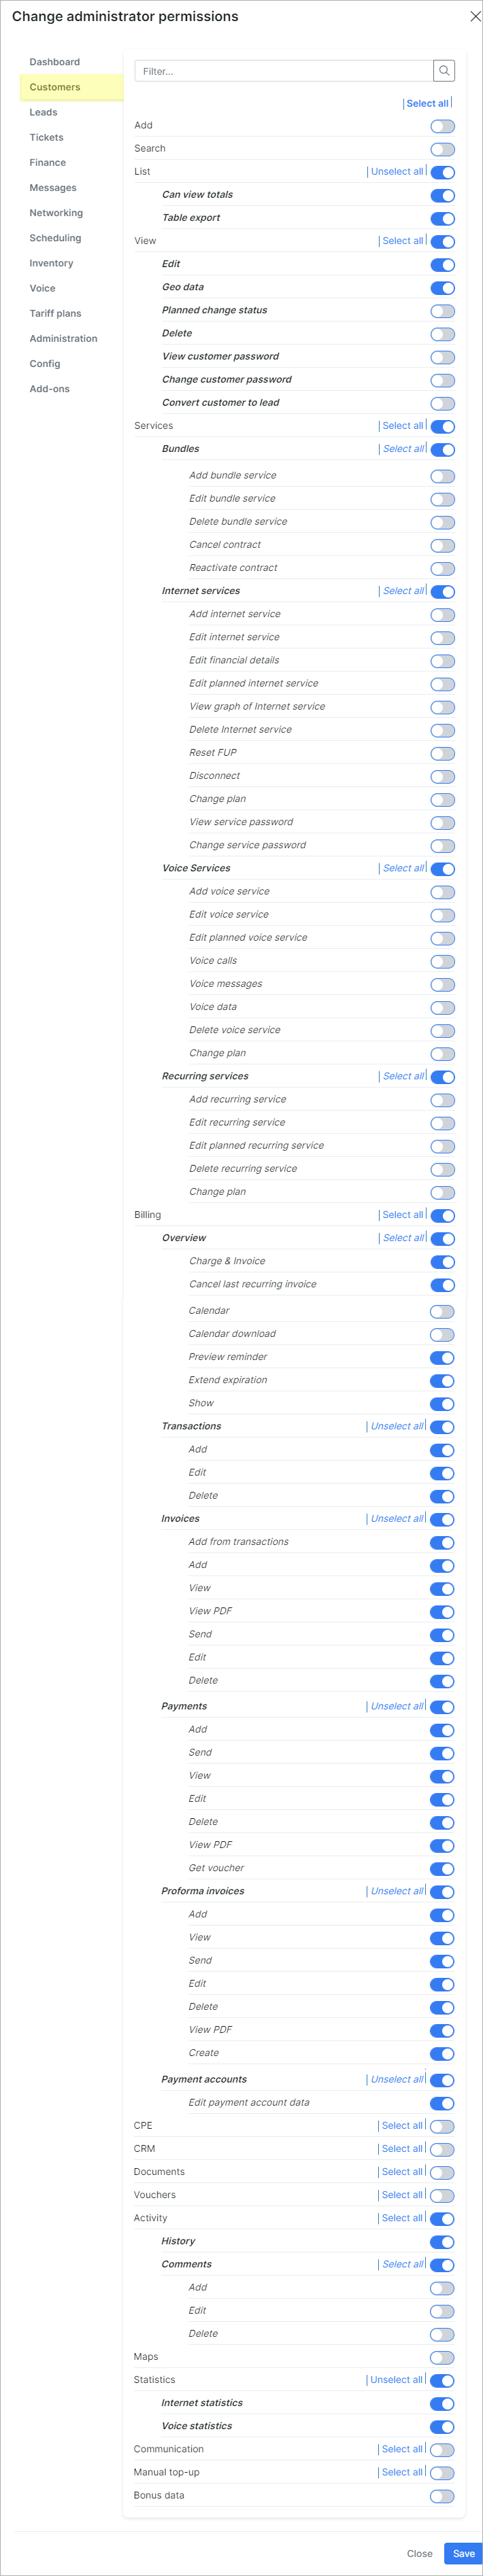 Change administrator permissions
Dashboard
Customers
Leads
Tickets
Finance
Messages
Networking
Scheduling
Inventory
Voice
Tariff plans
Administration
Config
Add-ons
Filter...
Select all
Add
Search
List Unselect all
Can view totals
Table export
View Select all
Edit
Geo data
Planned change status
Delete
View customer password
Change customer password
Convert customer to lead
Services Select all
Bundles Select all
Add bundle service
Edit bundle service
Delete bundle service
Cancel contract
Reactivate contract
Internet services Select all
Add internet service
Edit internet service
Edit financial details
Edit planned internet service
View graph of Internet service
Delete Internet service
Reset FUP
Disconnect
Change plan
View service password
Change service password
Voice Services Select all
Add voice service
Edit voice service
Edit planned voice service
Voice calls
Voice messages
Voice data
Delete voice service
Change plan
Recurring services Select all
Add recurring service
Edit recurring service
Edit planned recurring service
Delete recurring service
Change plan
Billing Select all
Overview Select all
Charge & Invoice
Cancel last recurring invoice
Calendar
Calendar download
Preview reminder
Extend expiration
Show
Transactions Unselect all
Add
Edit
Delete
Invoices Unselect all
Add from transactions
Add
View
View PDF
Send
Edit
Delete
Payments Unselect all
Add
Send
View
Edit
Delete
View PDF
Get voucher
Proforma invoices Unselect all
Add
View
Send
Edit
Delete
View PDF
Create
Payment accounts Unselect all
Edit payment account data
CPE Select all
CRM Select all
Documents Select all
Vouchers Select all
Activity Select all
History
Comments Select all
Add
Edit
Delete
Maps
Statistics Unselect all
Internet statistics
Voice statistics
Communication Select all
Manual top-up Select all
Bonus data
Close Save